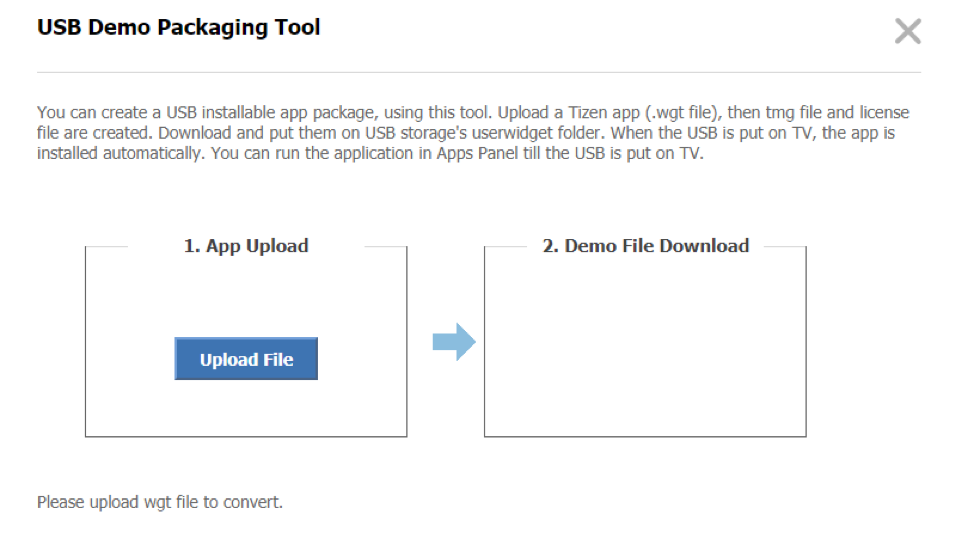 USB Demo Packaging Tool
You can create a USB installable app package, using this tool. Upload a Tizen app (.wgt file), then tmg file and license
file are created. Download and put them on USB storage's userwidget folder. When the USB is put on TV, the app is
installed automatically. You can run the application in Apps Panel till the USB is put on TV.
1. App Upload
2. Demo File Download
Upload File
Please upload wgt file to convert.